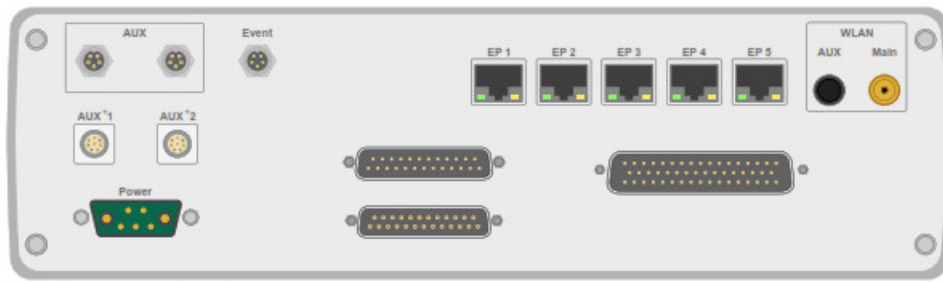 AUX
Event
EP 1 EP 2 EP 3 EP 4 EP 5
WLAN
AUX Main
AUX+1 AUX+2
Power